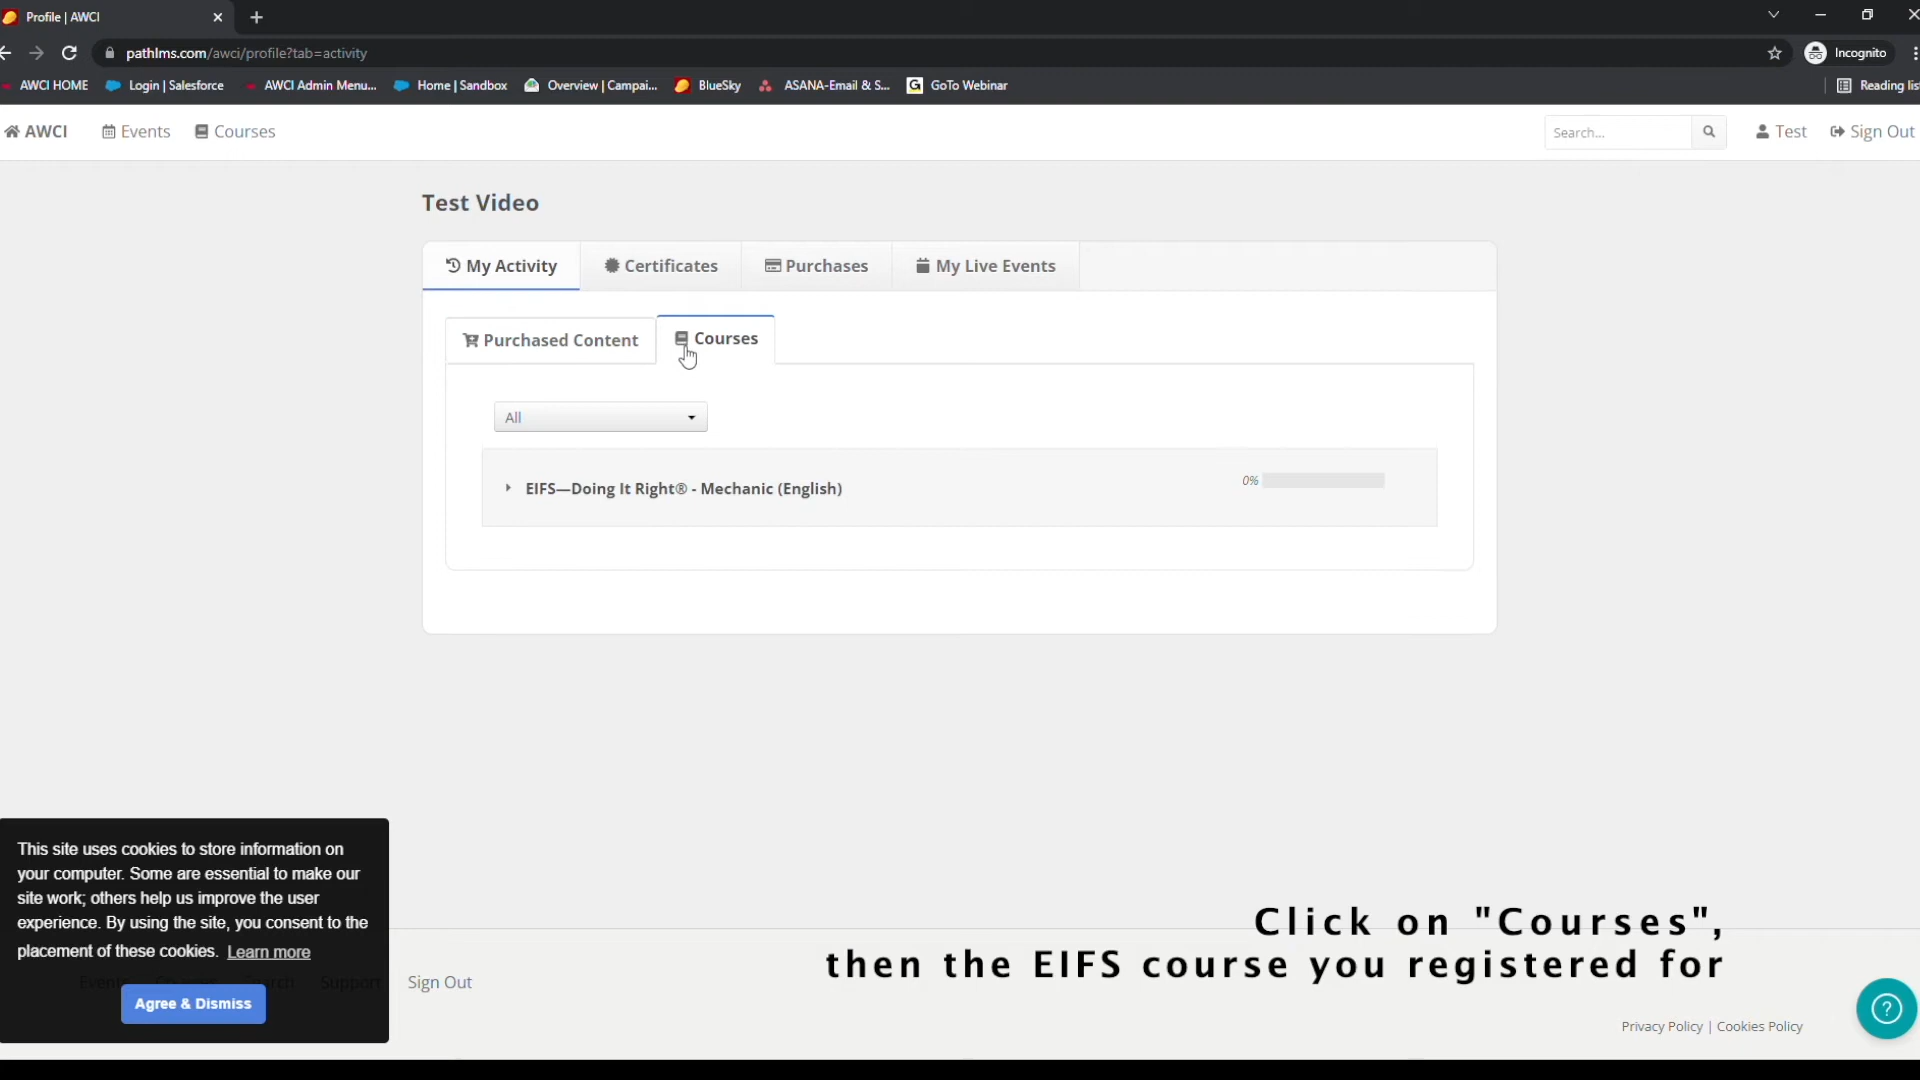 Profile | AWCI
pathlms.com/awci/profile?tab=activity
Incognito
AWCI HOME
Login | Salesforce
AWCI Admin Menu...
Home | Sandbox
Overview | Campai...
BlueSky
ASANA-Email & S...
GoTo Webinar
Reading lis
AWCI
Events
Courses
Search...
Test
Sign Out
Test Video
My Activity
Certificates
Purchases
My Live Events
Purchased Content
Courses
All
EIFS—Doing It Right® - Mechanic (English)
0%
This site uses cookies to store information on
your computer. Some are essential to make our
site work; others help us improve the user
experience. By using the site, you consent to the
placement of these cookies. Learn more
Agree & Dismiss
Support
Sign Out
Click on "Courses",
then the EIFS course you registered for
Privacy Policy | Cookies Policy